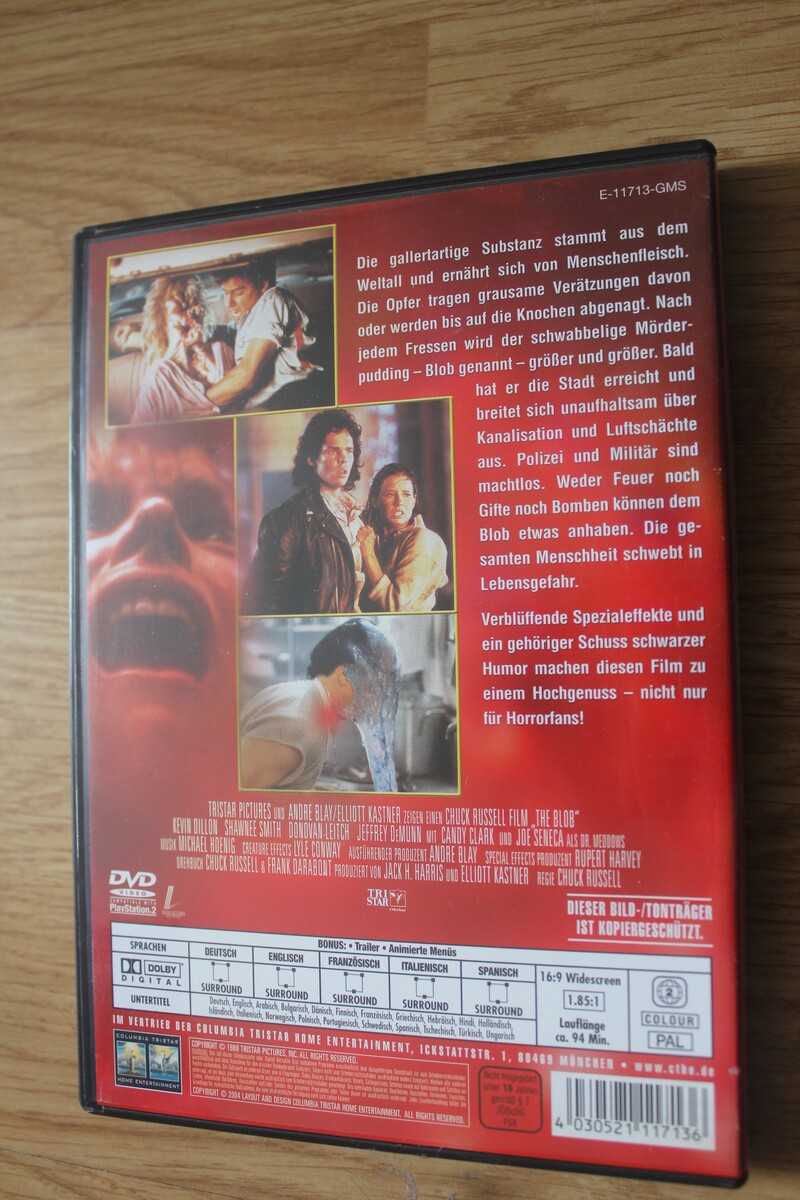 E-11713-GMS
Die gallertartige Substanz stammt aus dem
Weltall und ernährt sich von Menschenfleisch.
Die Opfer tragen grausame Verätzungen davon
oder werden bis auf die Knochen abgenagt. Nach
jedem Fressen wird der schwabbelige Mörder-
pudding – Blob genannt – größer und größer. Bald
hat er die Stadt erreicht und
breitet sich unaufhaltsam über
Kanalisation und Luftschächte
aus. Polizei und Militär sind
machtlos. Weder Feuer noch
Gifte noch Bomben können dem
Blob etwas anhaben. Die ge-
samten Menschheit schwebt in
Lebensgefahr.
Verblüffende Spezialeffekte und
ein gehöriger Schuss schwarzer
Humor machen diesen Film zu
einem Hochgenuss – nicht nur
für Horrorfans!
TRISTAR PICTURES UND ANDRE BLAY/ELLIOTT KASTNER ZEIGEN EINEN CHUCK RUSSELL FILM „THE BLOB"
KEVIN DILLON SHAWNEE SMITH DONOVAN LEITCH JEFFREY DeMUNN MIT CANDY CLARK UND JOE SENECA ALS DR. MEDDOWS
MUSIK MICHAEL HOENIG CREATURE EFFECTS LYLE CONWAY AUSFÜHRENDER PRODUZENT ANDRE BLAY SPECIAL EFFECTS PRODUZENT RUPERT HARVEY
DREHBUCH CHUCK RUSSELL & FRANK DARABONT PRODUZIERT VON JACK H. HARRIS UND ELLIOTT KASTNER REGIE CHUCK RUSSELL
DVD
VIDEO
COMPATIBLE WITH
PlayStation.2
TRI
STAR
DIESER BILD-/TONTRÄGER
IST KOPIERGESCHÜTZT.
BONUS: • Trailer • Animierte Menüs
SPRACHEN DEUTSCH ENGLISCH FRANZÖSISCH ITALIENISCH SPANISCH
DOLBY
DIGITAL
SURROUND SURROUND SURROUND SURROUND SURROUND
UNTERTITEL
Deutsch, Englisch, Arabisch, Bulgarisch, Dänisch, Finnisch, Französisch, Griechisch, Hebräisch, Hindi, Holländisch,
Isländisch, Italienisch, Norwegisch, Polnisch, Portugiesisch, Schwedisch, Spanisch, Tschechisch, Türkisch, Ungarisch
16:9 Widescreen
1.85:1
Lauflänge
ca. 94 Min.
2
COLOUR
PAL
IM VERTRIEB DER COLUMBIA TRISTAR HOME ENTERTAINMENT, ICKSTATTSTR. 1, 80469 MÜNCHEN • www.cthe.de
COLUMBIA TRISTAR
HOME ENTERTAINMENT
COPYRIGHT © 1988 TRISTAR PICTURES, INC. ALL RIGHTS RESERVED.
COPYRIGHT © 2004 LAYOUT AND DESIGN COLUMBIA TRISTAR HOME ENTERTAINMENT. ALL RIGHTS RESERVED.
Nicht freigegeben
unter 18 Jahren
gemäß § 7
JÖSchG
FSK
4 030521 117136